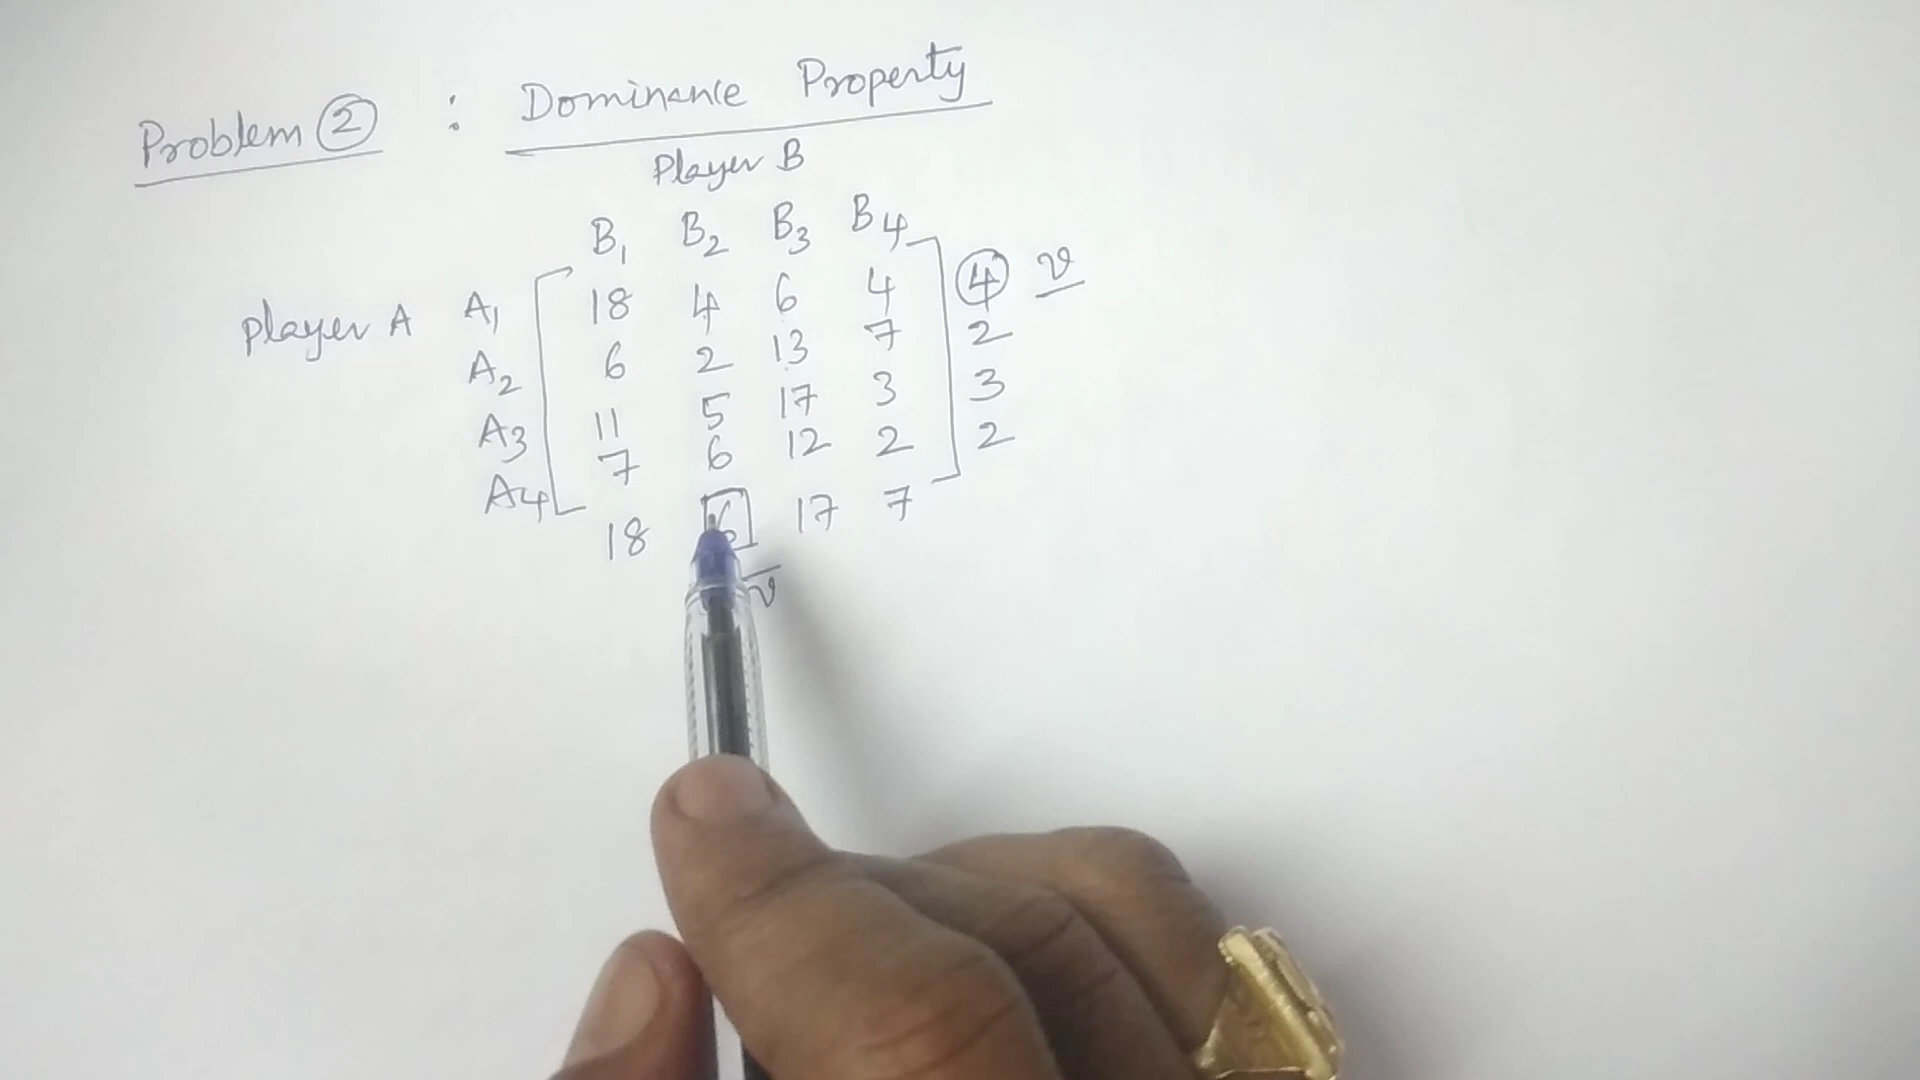 Problem ② : Dominance Property
Player B
B₁ B₂ B₃ B₄
Player A A₁ 18 4 6 4 ④ v
A₂ 6 2 13 7 2
A₃ 11 5 17 3 3
A₄ 7 6 12 2 2
18 6 17 7
v